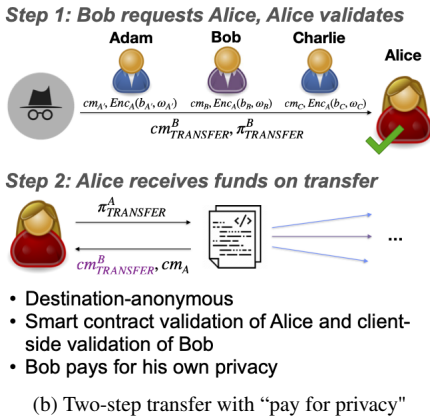 Step 1: Bob requests Alice, Alice validates
Adam Bob Charlie Alice
cm_A', Enc_A(b_A', ω_A') cm_B, Enc_A(b_B, ω_B) cm_C, Enc_A(b_C, ω_C)
cm^B_TRANSFER, π^B_TRANSFER
Step 2: Alice receives funds on transfer
π^A_TRANSFER
</>
...
cm^B_TRANSFER, cm_A
• Destination-anonymous
• Smart contract validation of Alice and client-
side validation of Bob
• Bob pays for his own privacy
(b) Two-step transfer with “pay for privacy"